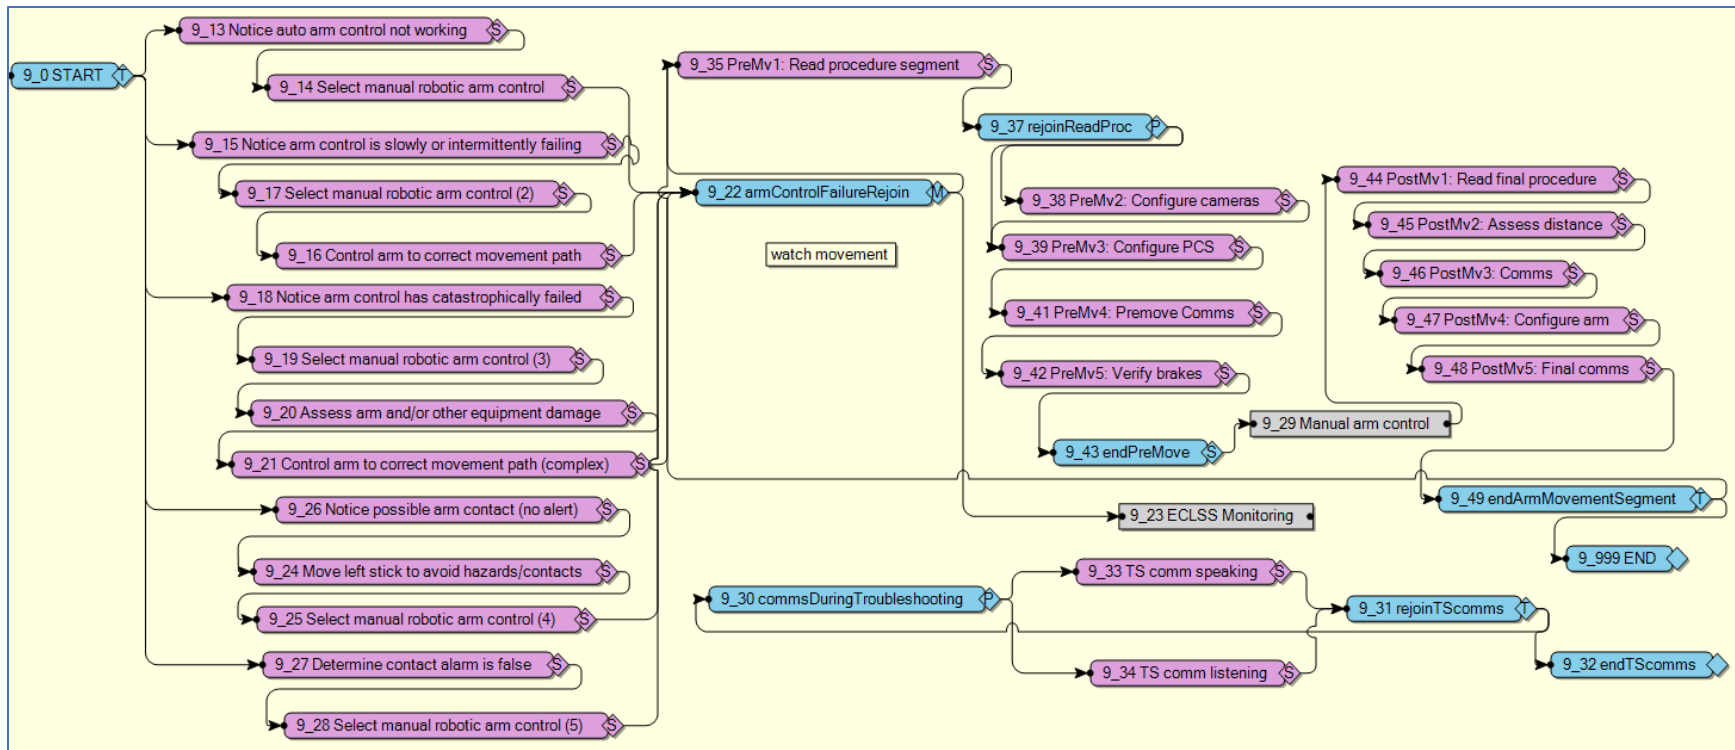 9_0 START T
9_13 Notice auto arm control not working S
9_14 Select manual robotic arm control S
9_15 Notice arm control is slowly or intermittently failing S
9_17 Select manual robotic arm control (2) S
9_16 Control arm to correct movement path S
9_18 Notice arm control has catastrophically failed S
9_19 Select manual robotic arm control (3) S
9_20 Assess arm and/or other equipment damage S
9_21 Control arm to correct movement path (complex) S
9_26 Notice possible arm contact (no alert) S
9_24 Move left stick to avoid hazards/contacts S
9_25 Select manual robotic arm control (4) S
9_27 Determine contact alarm is false S
9_28 Select manual robotic arm control (5) S
9_35 PreMv1: Read procedure segment S
9_22 armControlFailureRejoin M
watch movement
9_37 rejoinReadProc P
9_38 PreMv2: Configure cameras S
9_39 PreMv3: Configure PCS S
9_41 PreMv4: Premove Comms S
9_42 PreMv5: Verify brakes S
9_43 endPreMove S
9_29 Manual arm control
9_23 ECLSS Monitoring
9_30 commsDuringTroubleshooting P
9_33 TS comm speaking S
9_34 TS comm listening S
9_31 rejoinTScomms T
9_32 endTScomms
9_44 PostMv1: Read final procedure S
9_45 PostMv2: Assess distance S
9_46 PostMv3: Comms S
9_47 PostMv4: Configure arm S
9_48 PostMv5: Final comms S
9_49 endArmMovementSegment T
9_999 END